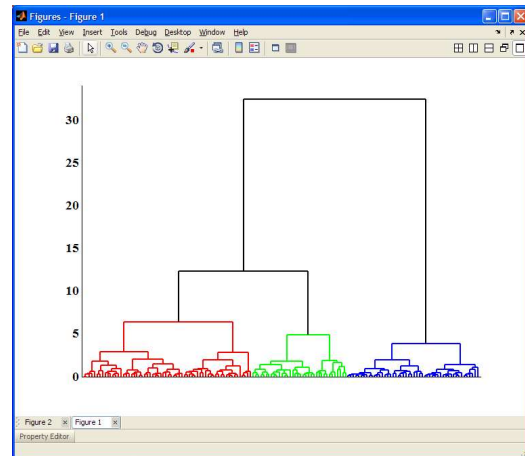 Figures - Figure 1
File Edit View Insert Tools Debug Desktop Window Help
30
25
20
15
10
5
0
Figure 2 Figure 1
Property Editor